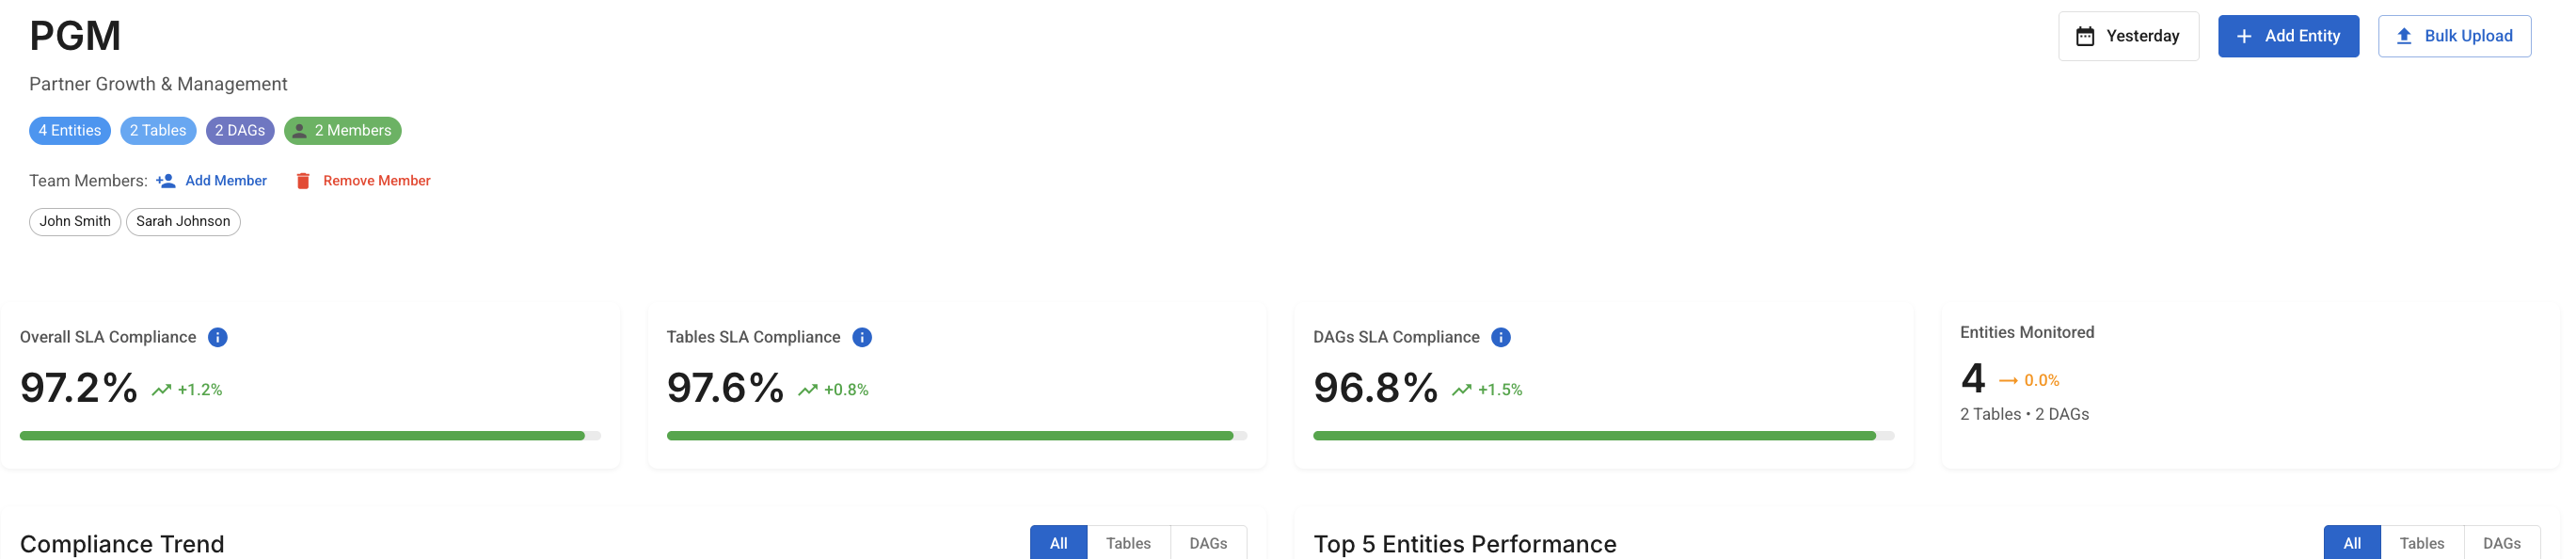 PGM
Yesterday
Add Entity
Bulk Upload
Partner Growth & Management
4 Entities
2 Tables
2 DAGs
2 Members
Team Members:
Add Member
Remove Member
John Smith
Sarah Johnson
Overall SLA Compliance
97.2%
+1.2%
Tables SLA Compliance
97.6%
+0.8%
DAGs SLA Compliance
96.8%
+1.5%
Entities Monitored
4
0.0%
2 Tables • 2 DAGs
Compliance Trend
All
Tables
DAGs
Top 5 Entities Performance
All
Tables
DAGs